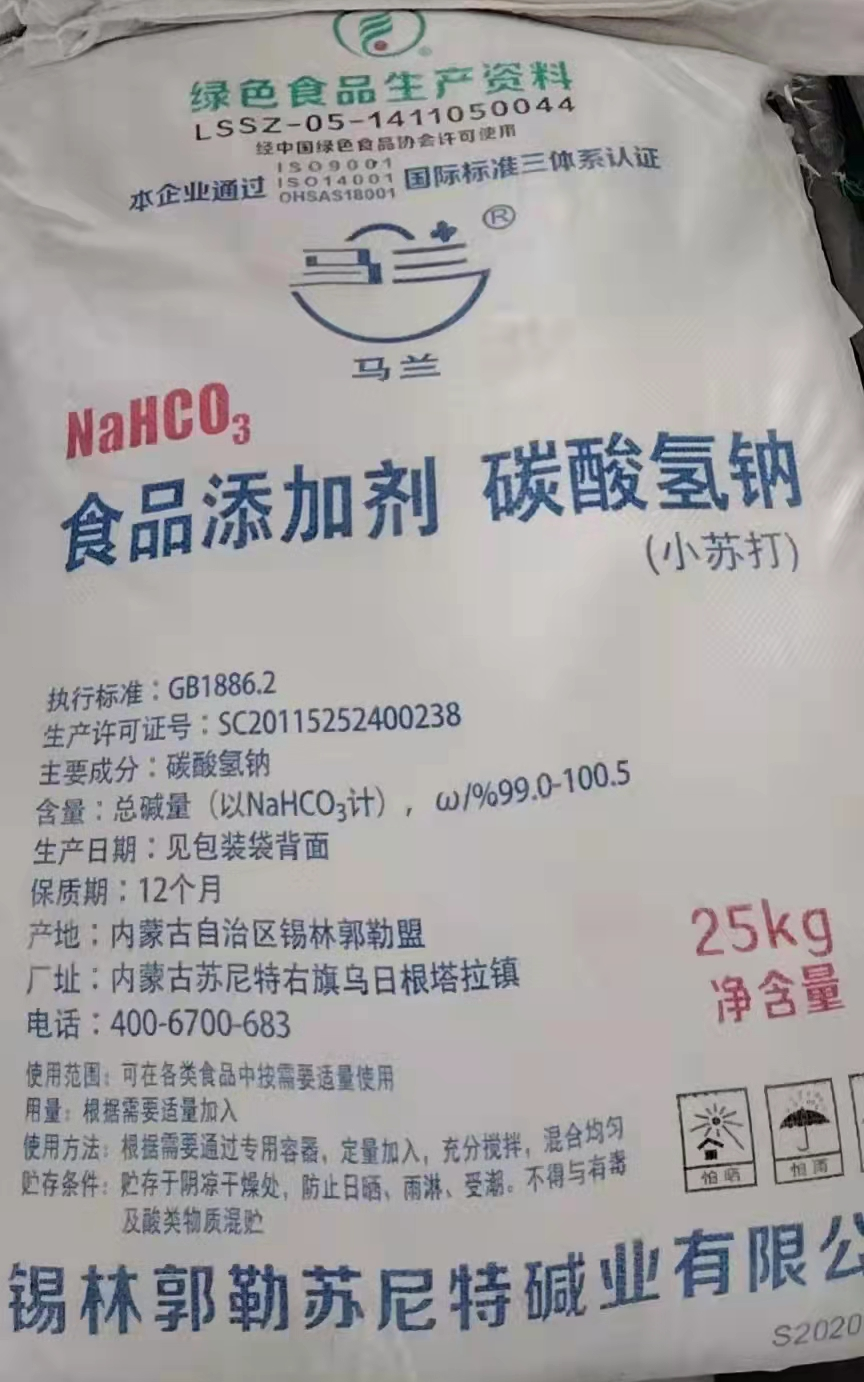 绿色食品生产资料
LSSZ-05-1411050044
经中国绿色食品协会许可使用
本企业通过 ISO9001 ISO14001 OHSAS18001 国际标准三体系认证
马兰®
马兰
NaHCO₃
食品添加剂 碳酸氢钠
(小苏打)
执行标准：GB1886.2
生产许可证号：SC20115252400238
主要成分：碳酸氢钠
含量：总碱量（以NaHCO₃计），ω/%99.0-100.5
生产日期：见包装袋背面
保质期：12个月
产地：内蒙古自治区锡林郭勒盟
厂址：内蒙古苏尼特右旗乌日根塔拉镇
电话：400-6700-683
25kg
净含量
使用范围：可在各类食品中按需要适量使用
用量：根据需要适量加入
使用方法：根据需要通过专用容器，定量加入，充分搅拌，混合均匀
贮存条件：贮存于阴凉干燥处，防止日晒、雨淋、受潮。不得与有毒
及酸类物质混贮
怕晒
怕雨
锡林郭勒苏尼特碱业有限公
S2020